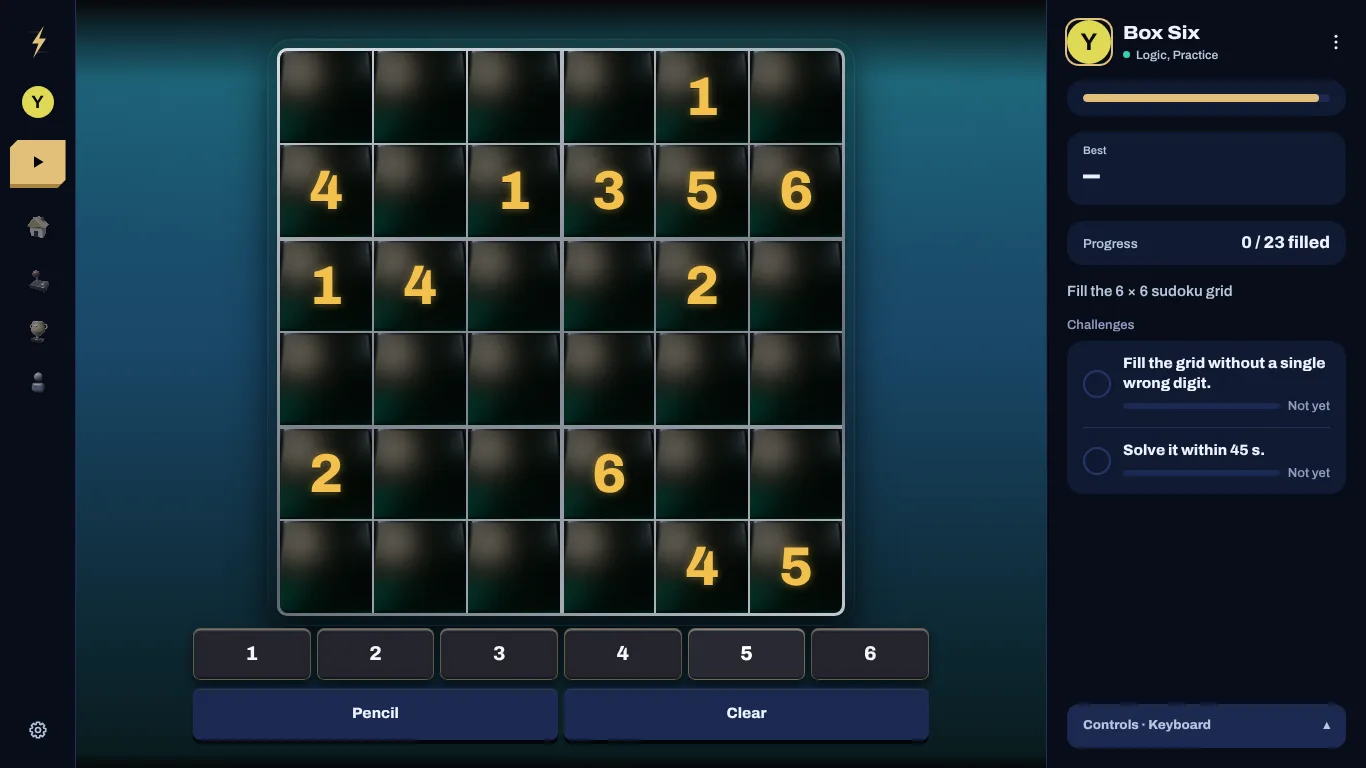 Y
1
4 1 3 5 6
1 4 2
2 6
4 5
1 2 3 4 5 6
Pencil Clear
Y
Box Six
Logic, Practice
Best
—
Progress 0 / 23 filled
Fill the 6 × 6 sudoku grid
Challenges
Fill the grid without a single
wrong digit.
Not yet
Solve it within 45 s.
Not yet
Controls · Keyboard ▲